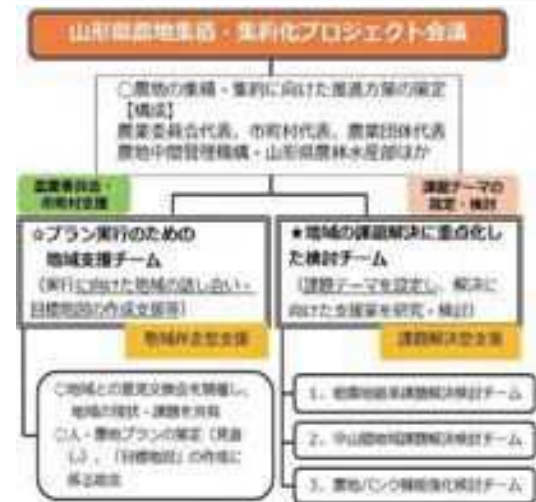 山形県農地集積・集約化プロジェクト会議
○農地の集積・集約に向けた推進方策の策定
【構成】
農業委員会代表、市町村代表、農業団体代表
農地中間管理機構・山形県農林水産部ほか
農業委員会・
市町村支援
課題テーマの
設定・検討
☆プラン実行のための
地域支援チーム
（実行に向けた地域の話し合い・
目標地図の作成支援等）
地域伴走型支援
★地域の課題解決に重点化し
た検討チーム
（課題テーマを設定し、解決に
向けた支援策を研究・検討）
課題解決型支援
○地域との意見交換会を開催し、
地域の現状・課題を共有
○人・農地プランの策定（見直
し）、「目標地図」の作成に
係る助言
1．樹園地継承課題解決検討チーム
2．中山間地域課題解決検討チーム
3．農地バンク機能強化検討チーム